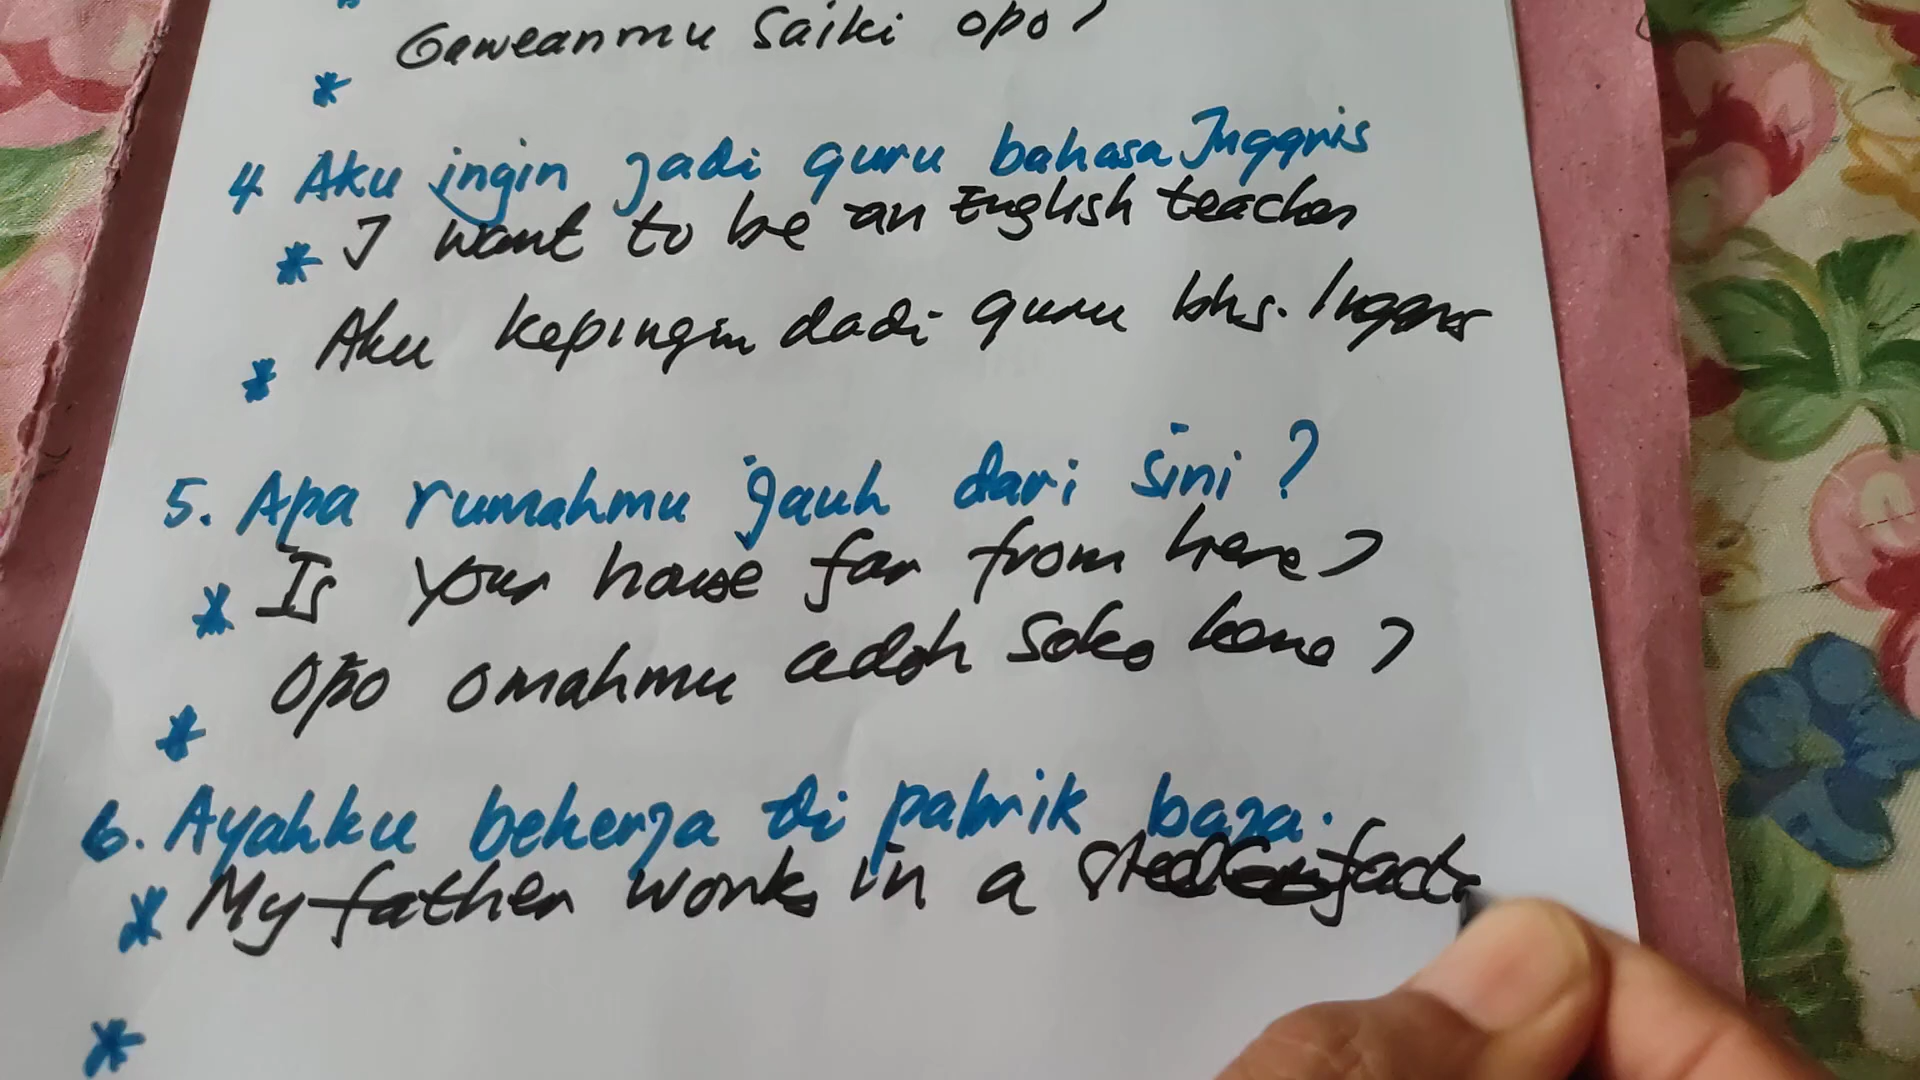 Gaweanmu saiki opo?
*
4 Aku ingin jadi guru bahasa Inggris
* I want to be an English teacher
Aku kepingin dadi guru bhs. Inggris
*
5. Apa rumahmu jauh dari sini?
* Is your house far from here?
Opo omahmu adoh soko kene?
*
6. Ayahku bekerja di pabrik baja.
* My father works in a steel
*